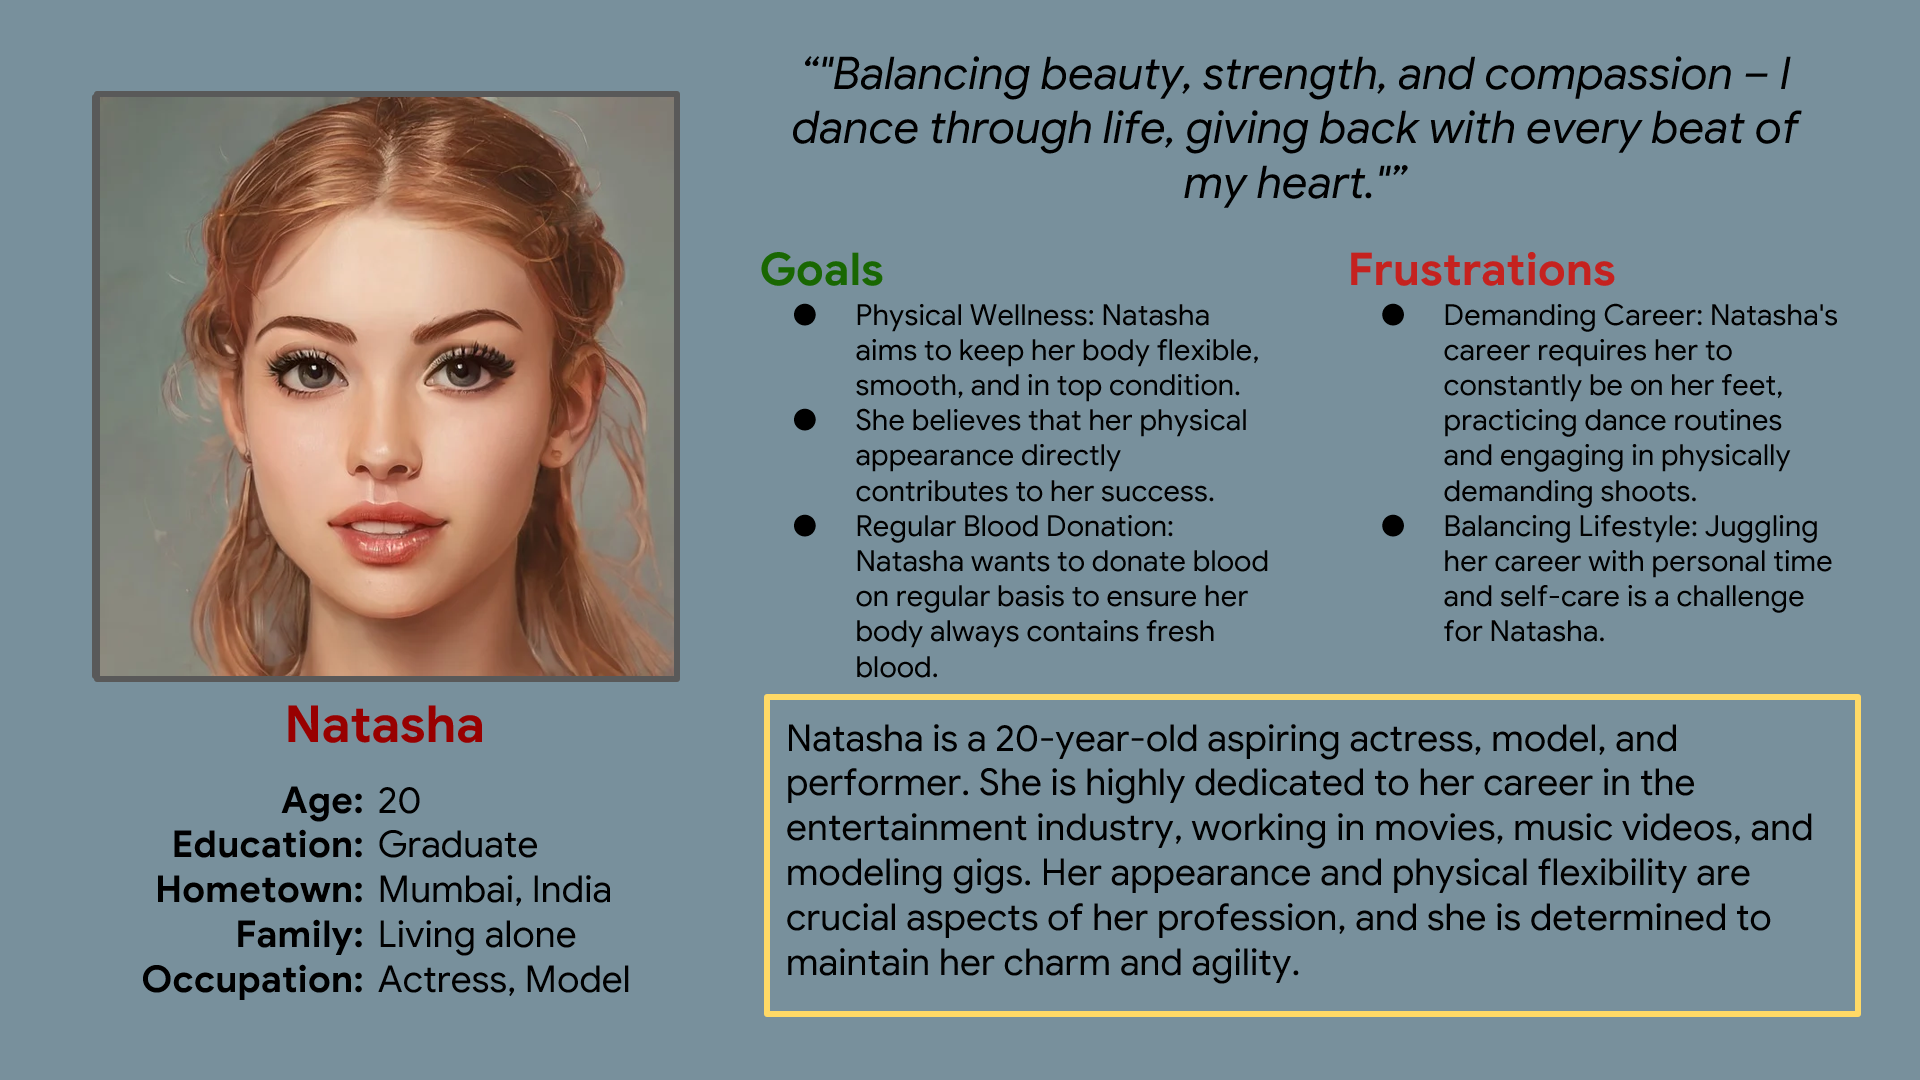 “"Balancing beauty, strength, and compassion – I
dance through life, giving back with every beat of
my heart."”
Goals
● Physical Wellness: Natasha
aims to keep her body flexible,
smooth, and in top condition.
● She believes that her physical
appearance directly
contributes to her success.
● Regular Blood Donation:
Natasha wants to donate blood
on regular basis to ensure her
body always contains fresh
blood.
Frustrations
● Demanding Career: Natasha's
career requires her to
constantly be on her feet,
practicing dance routines
and engaging in physically
demanding shoots.
● Balancing Lifestyle: Juggling
her career with personal time
and self-care is a challenge
for Natasha.
Natasha
Age: 20
Education: Graduate
Hometown: Mumbai, India
Family: Living alone
Occupation: Actress, Model
Natasha is a 20-year-old aspiring actress, model, and
performer. She is highly dedicated to her career in the
entertainment industry, working in movies, music videos, and
modeling gigs. Her appearance and physical flexibility are
crucial aspects of her profession, and she is determined to
maintain her charm and agility.